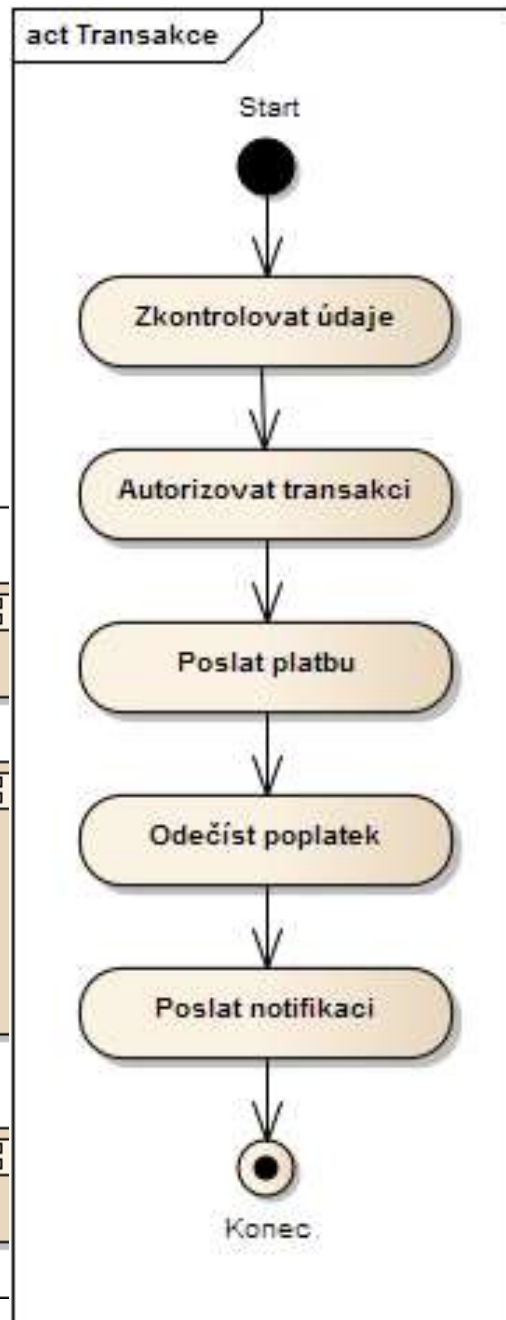 act Transakce
Start
Zkontrolovat údaje
Autorizovat transakci
Poslat platbu
Odečíst poplatek
Poslat notifikaci
Konec